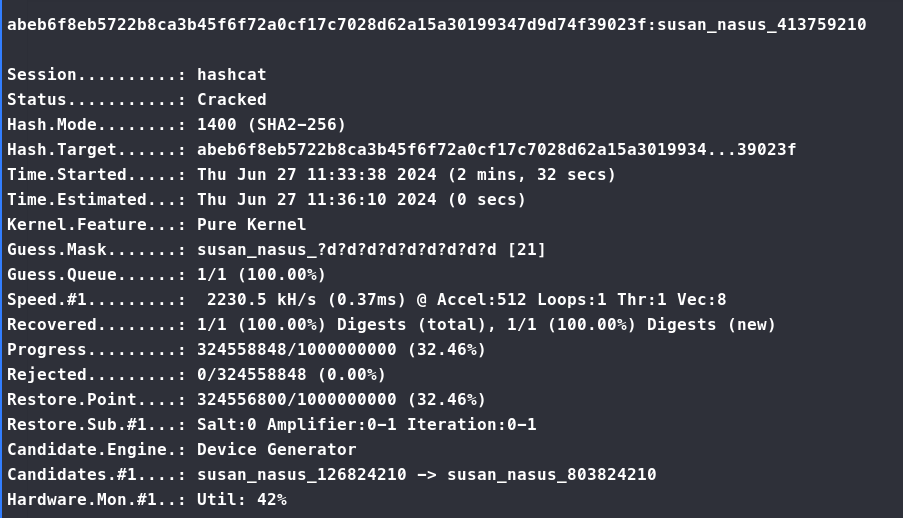 abeb6f8eb5722b8ca3b45f6f72a0cf17c7028d62a15a30199347d9d74f39023f:susan_nasus_413759210
Session..........: hashcat
Status...........: Cracked
Hash.Mode........: 1400 (SHA2-256)
Hash.Target......: abeb6f8eb5722b8ca3b45f6f72a0cf17c7028d62a15a3019934...39023f
Time.Started.....: Thu Jun 27 11:33:38 2024 (2 mins, 32 secs)
Time.Estimated...: Thu Jun 27 11:36:10 2024 (0 secs)
Kernel.Feature...: Pure Kernel
Guess.Mask.......: susan_nasus_?d?d?d?d?d?d?d?d?d [21]
Guess.Queue......: 1/1 (100.00%)
Speed.#1.........:  2230.5 kH/s (0.37ms) @ Accel:512 Loops:1 Thr:1 Vec:8
Recovered........: 1/1 (100.00%) Digests (total), 1/1 (100.00%) Digests (new)
Progress.........: 324558848/1000000000 (32.46%)
Rejected.........: 0/324558848 (0.00%)
Restore.Point....: 324556800/1000000000 (32.46%)
Restore.Sub.#1...: Salt:0 Amplifier:0-1 Iteration:0-1
Candidate.Engine.: Device Generator
Candidates.#1....: susan_nasus_126824210 -> susan_nasus_803824210
Hardware.Mon.#1..: Util: 42%